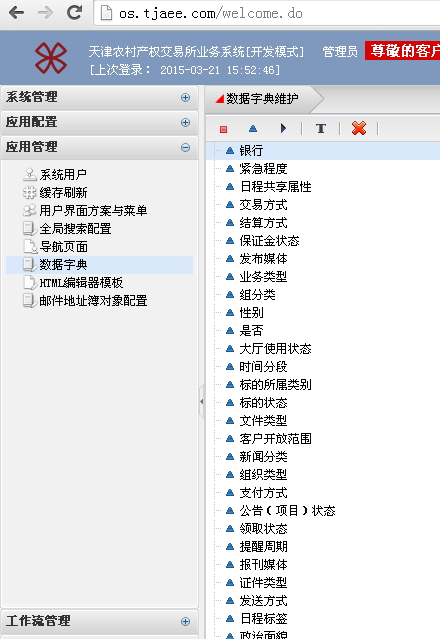 os.tjaee.com/welcome.do
天津农村产权交易所业务系统[开发模式] 管理员 尊敬的客户
[上次登录： 2015-03-21 15:52:46]
系统管理
应用配置
应用管理
系统用户
缓存刷新
用户界面方案与菜单
全局搜索配置
导航页面
数据字典
HTML编辑器模板
邮件地址簿对象配置
工作流管理
数据字典维护
T
银行
紧急程度
日程共享属性
交易方式
结算方式
保证金状态
发布媒体
业务类型
组分类
性别
是否
大厅使用状态
时间分段
标的所属类别
标的状态
文件类型
客户开放范围
新闻分类
组织类型
支付方式
公告（项目）状态
领取状态
提醒周期
报刊媒体
证件类型
发送方式
日程标签
政治面貌